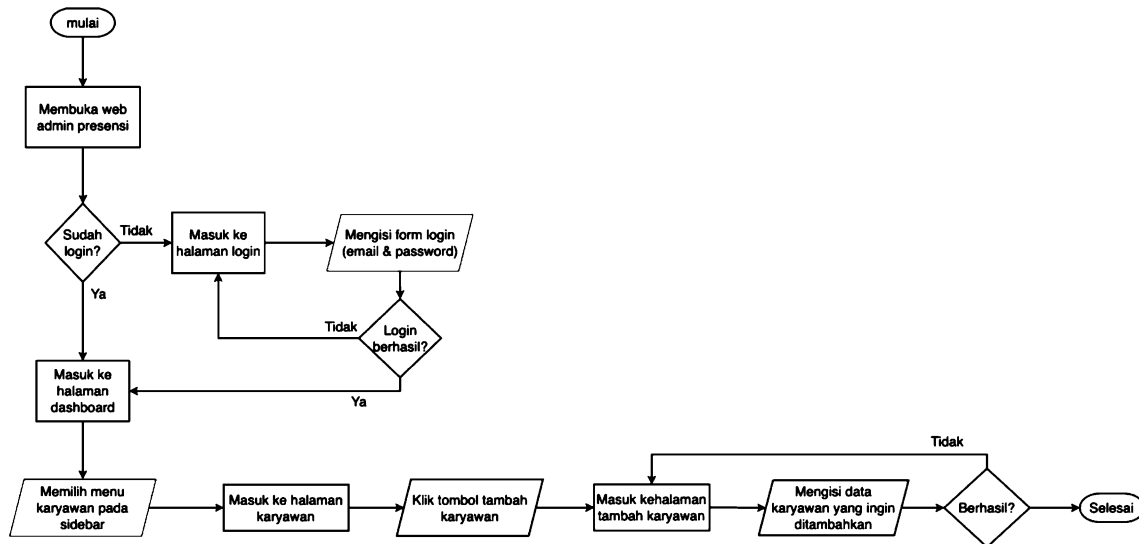 mulai
Membuka web
admin presensi
Sudah
login?
Tidak
Masuk ke
halaman login
Mengisi form login
(email & password)
Ya
Tidak
Login
berhasil?
Masuk ke
halaman
dashboard
Ya
Tidak
Memilih menu
karyawan pada
sidebar
Masuk ke halaman
karyawan
Klik tombol tambah
karyawan
Masuk kehalaman
tambah karyawan
Mengisi data
karyawan yang ingin
ditambahkan
Berhasil?
Selesai